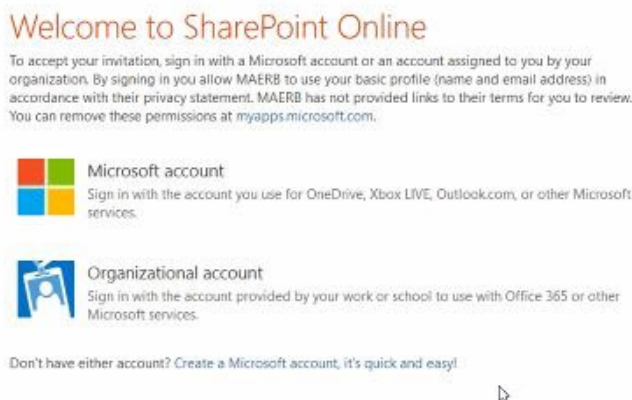 Welcome to SharePoint Online
To accept your invitation, sign in with a Microsoft account or an account assigned to you by your
organization. By signing in you allow MAERB to use your basic profile (name and email address) in
accordance with their privacy statement. MAERB has not provided links to their terms for you to review.
You can remove these permissions at myapps.microsoft.com.
Microsoft account
Sign in with the account you use for OneDrive, Xbox LIVE, Outlook.com, or other Microsoft
services.
Organizational account
Sign in with the account provided by your work or school to use with Office 365 or other
Microsoft services.
Don't have either account? Create a Microsoft account, it's quick and easy!